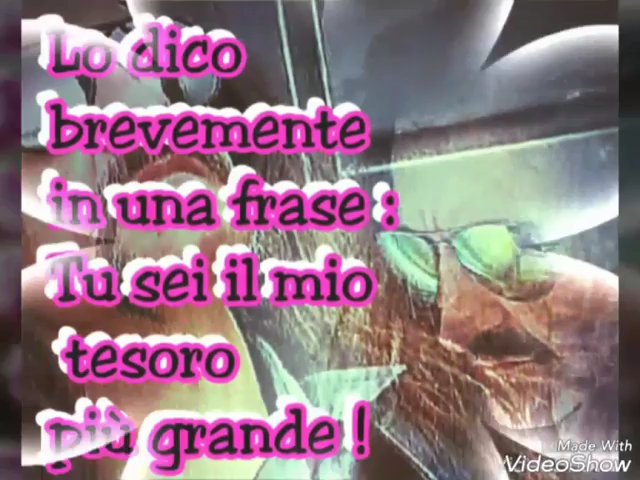 Lo dico
brevemente
in una frase :
Tu sei il mio
tesoro
più grande !
Made With
VideoShow